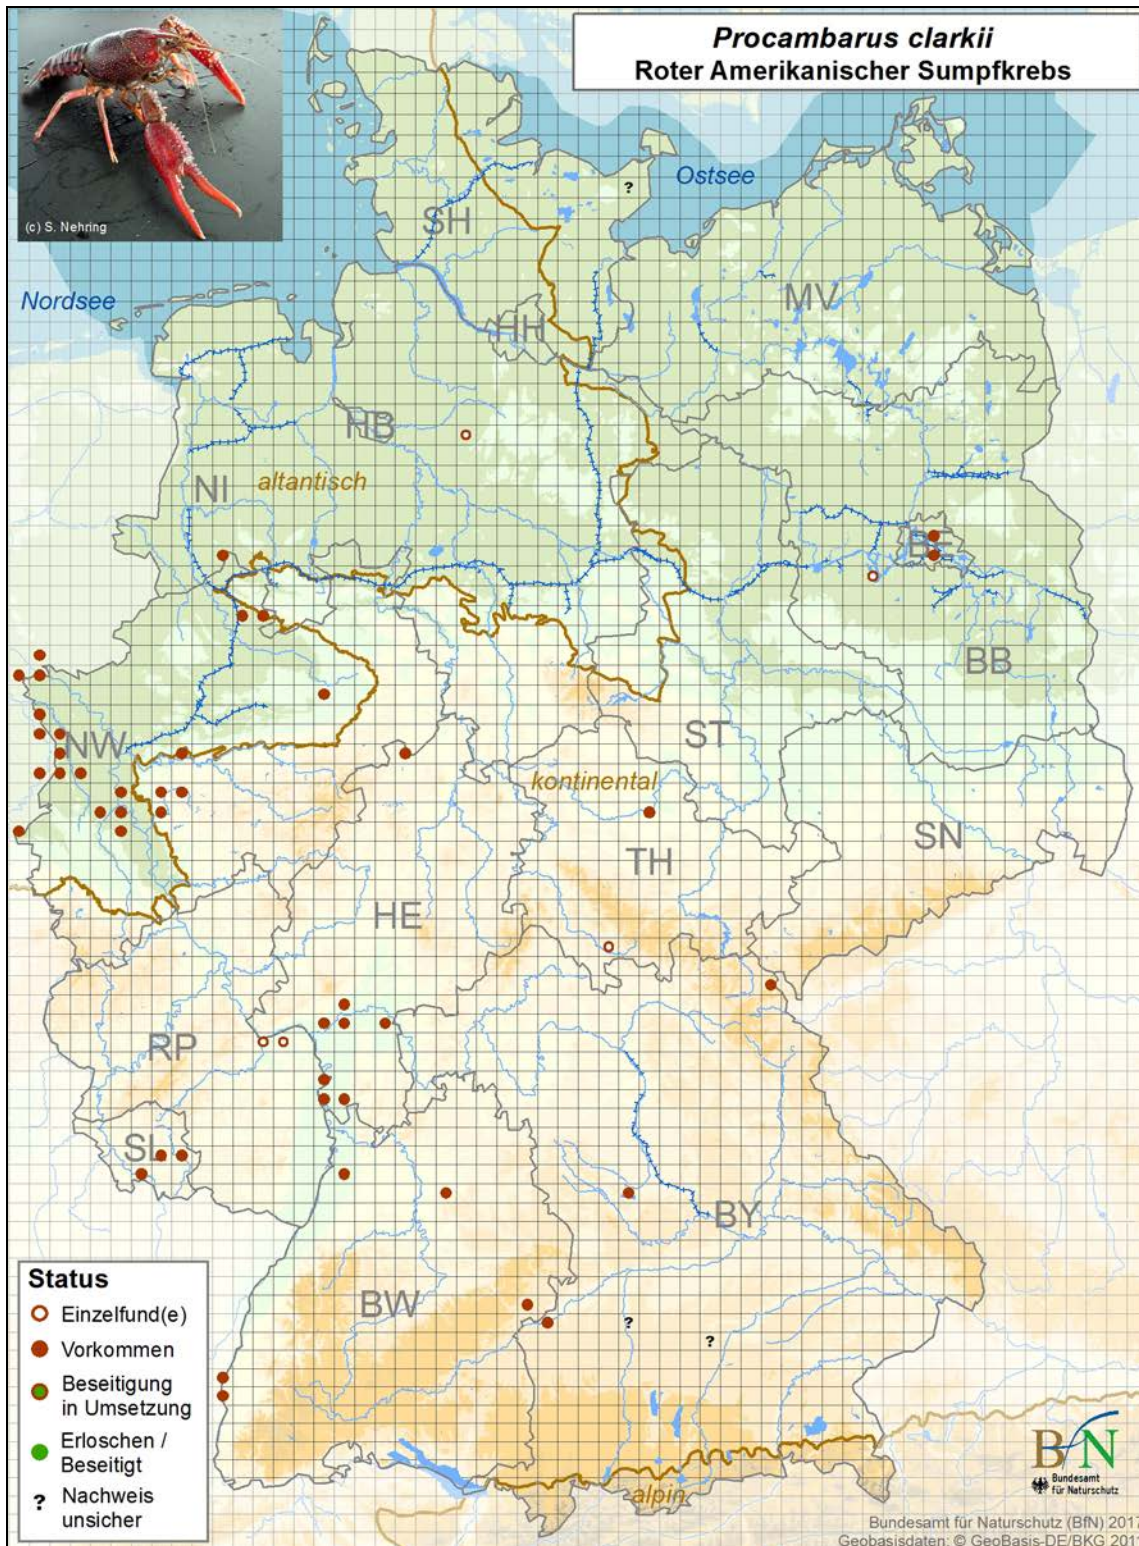 Procambarus clarkii
Roter Amerikanischer Sumpfkrebs
(c) S. Nehring
Ostsee
?
SH
Nordsee
MV
HH
HB
NI
altantisch
BE
BB
NW
ST
kontinental
SN
TH
HE
RP
SL
BY
BW
?
?
alpin
Status
Einzelfund(e)
Vorkommen
Beseitigung
in Umsetzung
Erloschen /
Beseitigt
? Nachweis
unsicher
BfN
Bundesamt
für Naturschutz
Bundesamt für Naturschutz (BfN) 2017
Geobasisdaten: © GeoBasis-DE/BKG 201